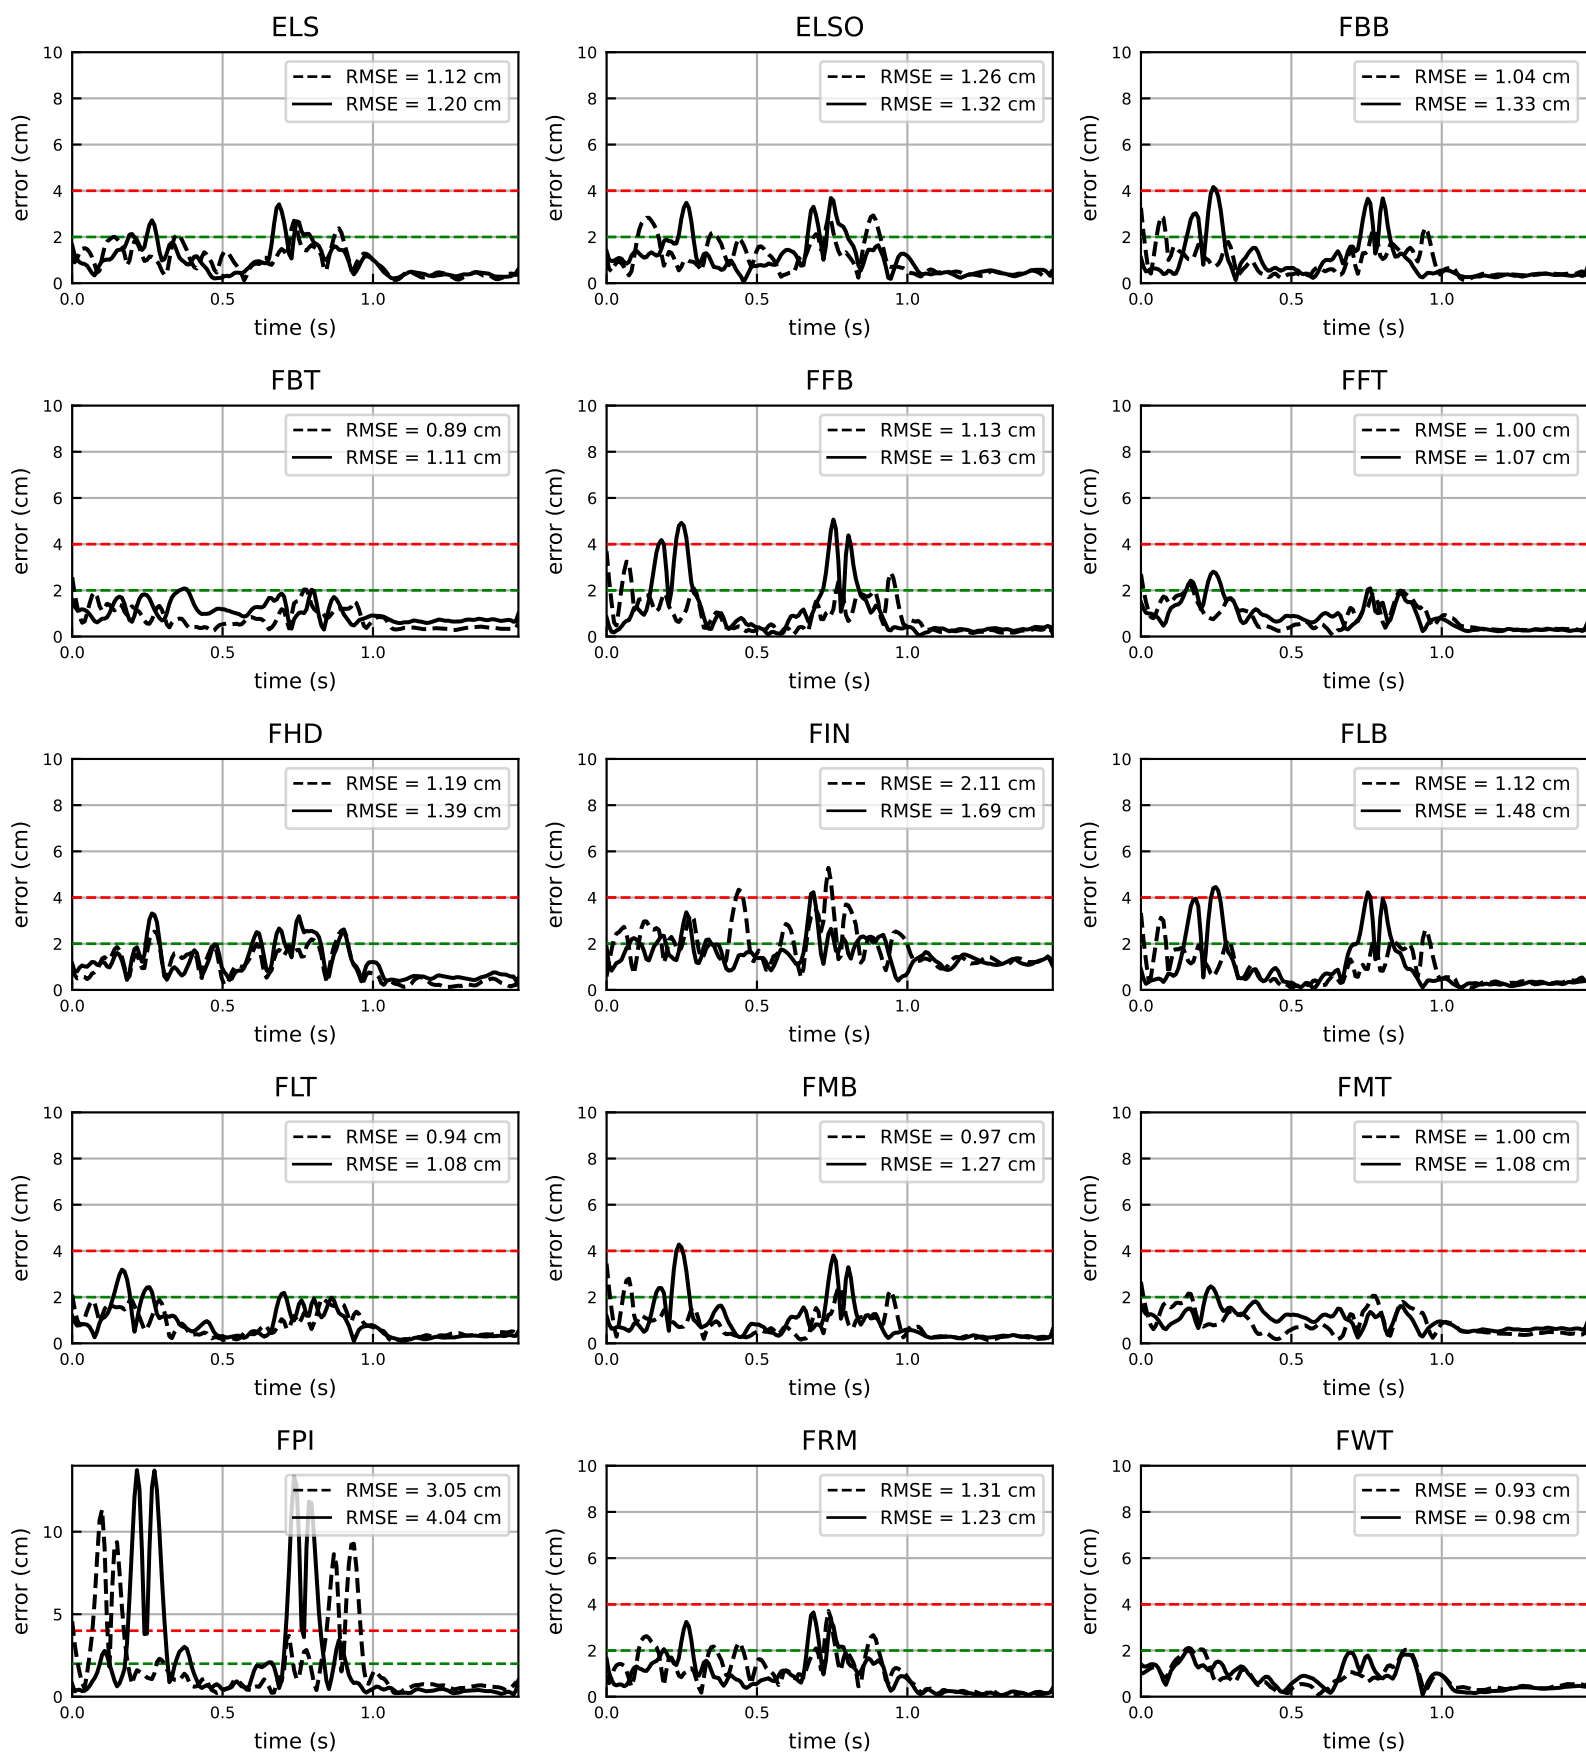 ELS
10
8
6
4
2
0
error (cm)
RMSE = 1.12 cm
RMSE = 1.20 cm
0.0 0.5 1.0
time (s)
ELSO
10
8
6
4
2
0
error (cm)
RMSE = 1.26 cm
RMSE = 1.32 cm
0.0 0.5 1.0
time (s)
FBB
10
8
6
4
2
0
error (cm)
RMSE = 1.04 cm
RMSE = 1.33 cm
0.0 0.5 1.0
time (s)
FBT
10
8
6
4
2
0
error (cm)
RMSE = 0.89 cm
RMSE = 1.11 cm
0.0 0.5 1.0
time (s)
FFB
10
8
6
4
2
0
error (cm)
RMSE = 1.13 cm
RMSE = 1.63 cm
0.0 0.5 1.0
time (s)
FFT
10
8
6
4
2
0
error (cm)
RMSE = 1.00 cm
RMSE = 1.07 cm
0.0 0.5 1.0
time (s)
FHD
10
8
6
4
2
0
error (cm)
RMSE = 1.19 cm
RMSE = 1.39 cm
0.0 0.5 1.0
time (s)
FIN
10
8
6
4
2
0
error (cm)
RMSE = 2.11 cm
RMSE = 1.69 cm
0.0 0.5 1.0
time (s)
FLB
10
8
6
4
2
0
error (cm)
RMSE = 1.12 cm
RMSE = 1.48 cm
0.0 0.5 1.0
time (s)
FLT
10
8
6
4
2
0
error (cm)
RMSE = 0.94 cm
RMSE = 1.08 cm
0.0 0.5 1.0
time (s)
FMB
10
8
6
4
2
0
error (cm)
RMSE = 0.97 cm
RMSE = 1.27 cm
0.0 0.5 1.0
time (s)
FMT
10
8
6
4
2
0
error (cm)
RMSE = 1.00 cm
RMSE = 1.08 cm
0.0 0.5 1.0
time (s)
FPI
10
5
0
error (cm)
RMSE = 3.05 cm
RMSE = 4.04 cm
0.0 0.5 1.0
time (s)
FRM
10
8
6
4
2
0
error (cm)
RMSE = 1.31 cm
RMSE = 1.23 cm
0.0 0.5 1.0
time (s)
FWT
10
8
6
4
2
0
error (cm)
RMSE = 0.93 cm
RMSE = 0.98 cm
0.0 0.5 1.0
time (s)